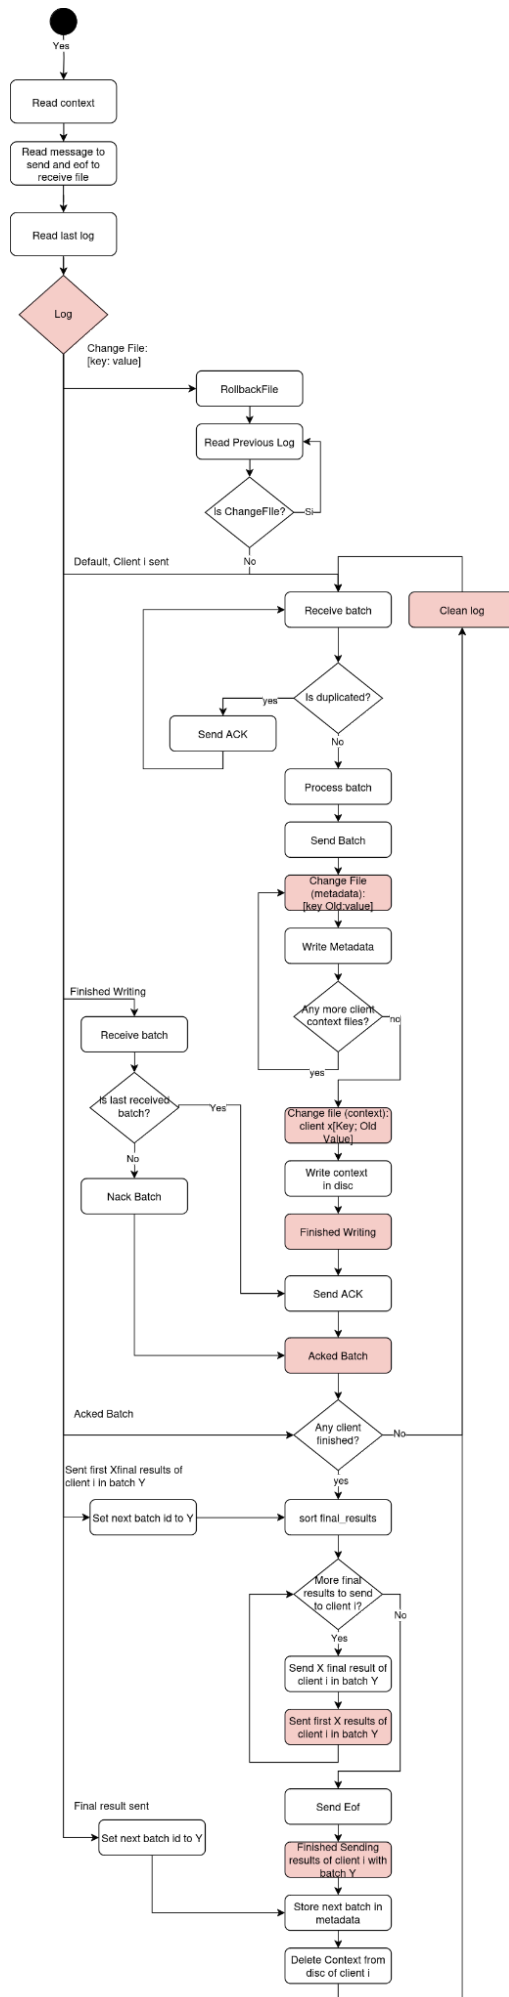 Yes
Read context
Read message to
send and eof to
receive file
Read last log
Log
Change File:
[key: value]
RollbackFile
Read Previous Log
Is ChangeFIle?
Si
No
Default, Client i sent
Receive batch
Clean log
Is duplicated?
yes
Send ACK
No
Process batch
Send Batch
Change File
(metadata):
[key Old:value]
Write Metadata
Any more client
context files?
no
yes
Finished Writing
Receive batch
Is last received
batch?
Yes
No
Nack Batch
Change file (context):
client x[Key; Old
Value]
Write context
in disc
Finished Writing
Send ACK
Acked Batch
Acked Batch
Any client
finished?
No
yes
Sent first Xfinal results of
client i in batch Y
Set next batch id to Y
sort final_results
More final
results to send
to client i?
No
Yes
Send X final result of
client i in batch Y
Sent first X results of
client i in batch Y
Send Eof
Final result sent
Set next batch id to Y
Finished Sending
results of client i with
batch Y
Store next batch in
metadata
Delete Context from
disc of client i